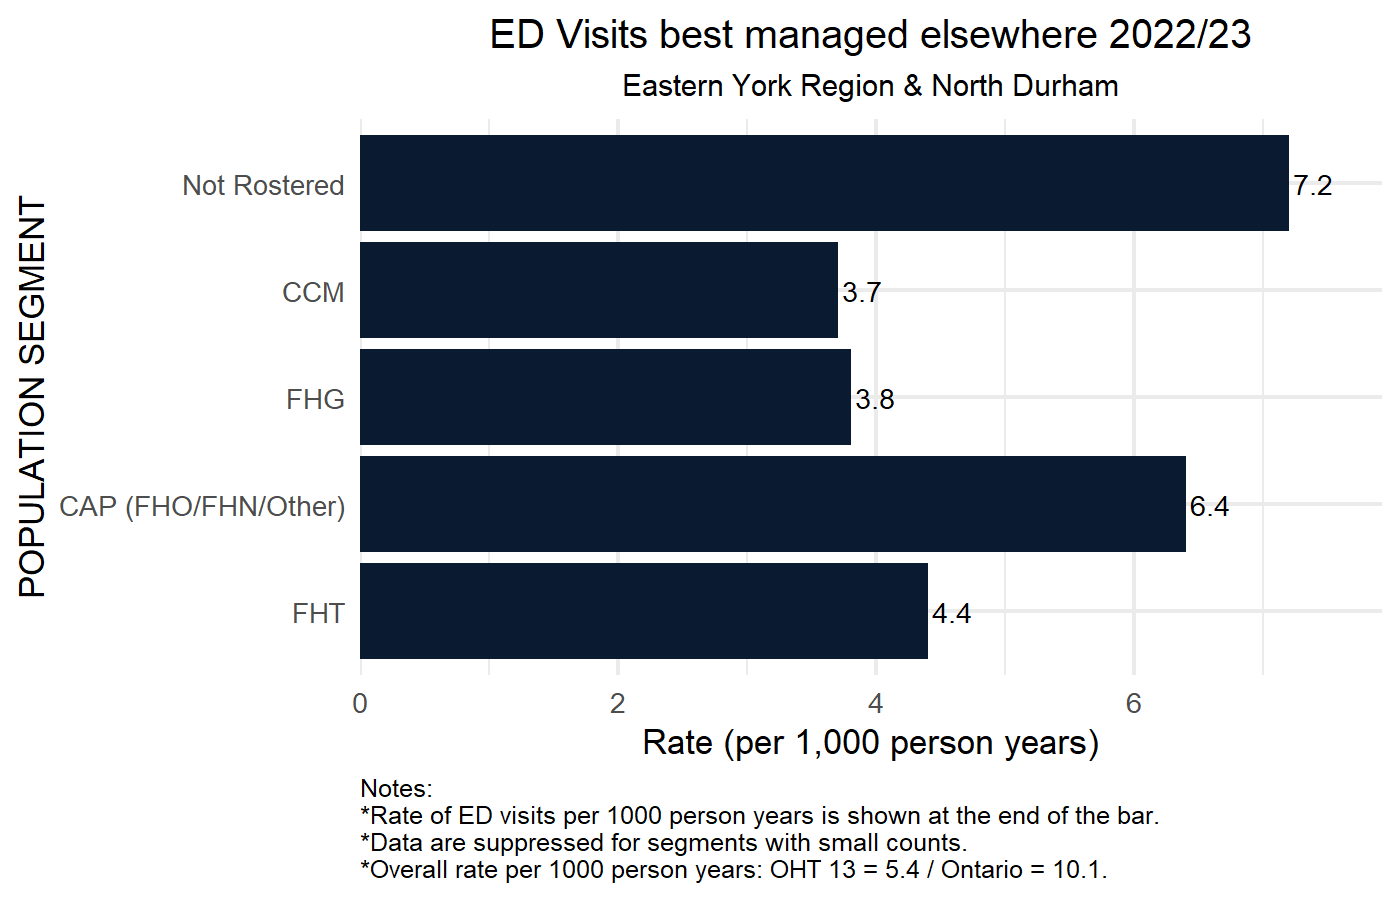 ED Visits best managed elsewhere 2022/23
Eastern York Region & North Durham
POPULATION SEGMENT
Not Rostered
7.2
CCM
3.7
FHG
3.8
CAP (FHO/FHN/Other)
6.4
FHT
4.4
0 2 4 6
Rate (per 1,000 person years)
Notes:
*Rate of ED visits per 1000 person years is shown at the end of the bar.
*Data are suppressed for segments with small counts.
*Overall rate per 1000 person years: OHT 13 = 5.4 / Ontario = 10.1.